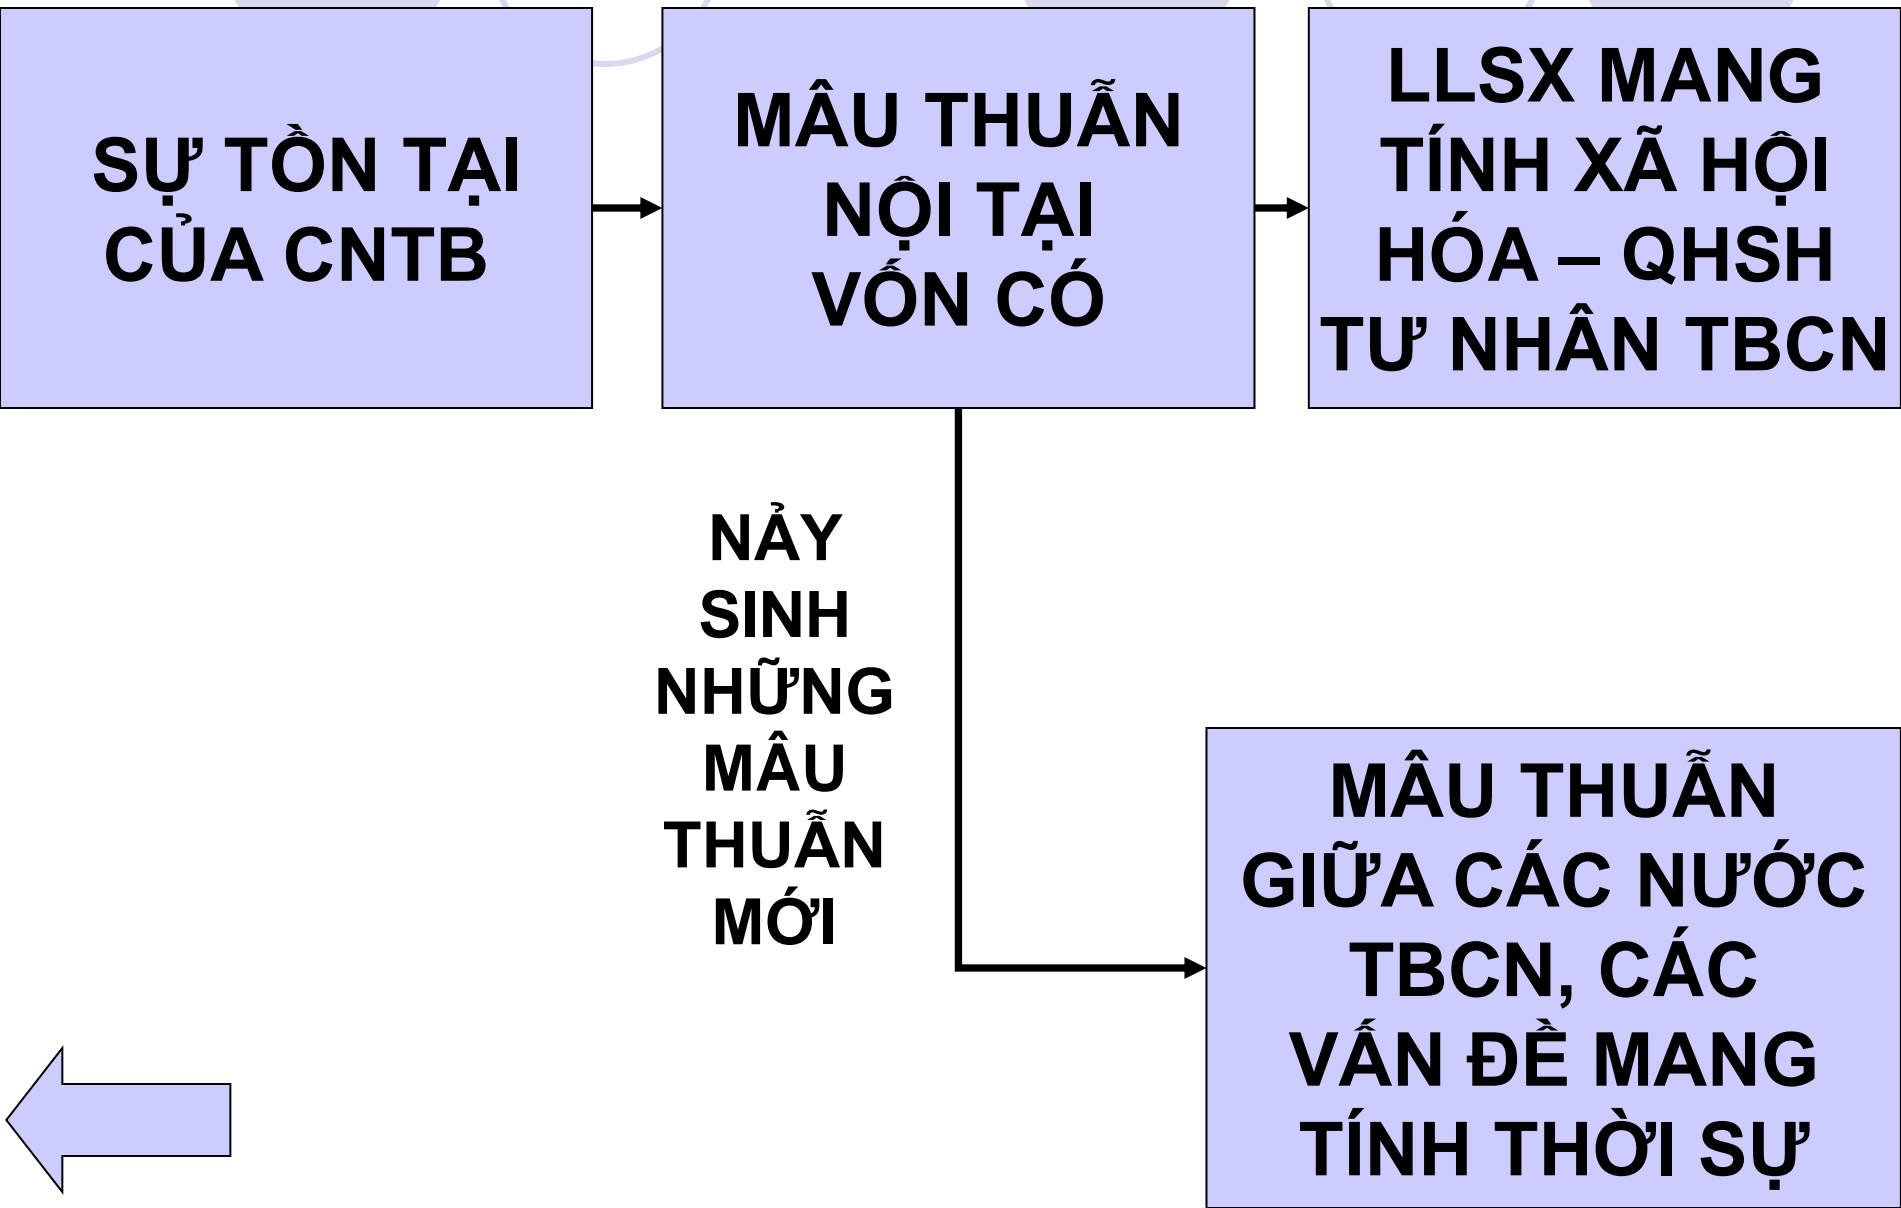 SỰ TỒN TẠI
CỦA CNTB
MÂU THUẪN
NỘI TẠI
VỐN CÓ
LLSX MANG
TÍNH XÃ HỘI
HÓA – QHSH
TƯ NHÂN TBCN
NẢY
SINH
NHỮNG
MÂU
THUẪN
MỚI
MÂU THUẪN
GIỮA CÁC NƯỚC
TBCN, CÁC
VẤN ĐỀ MANG
TÍNH THỜI SỰ